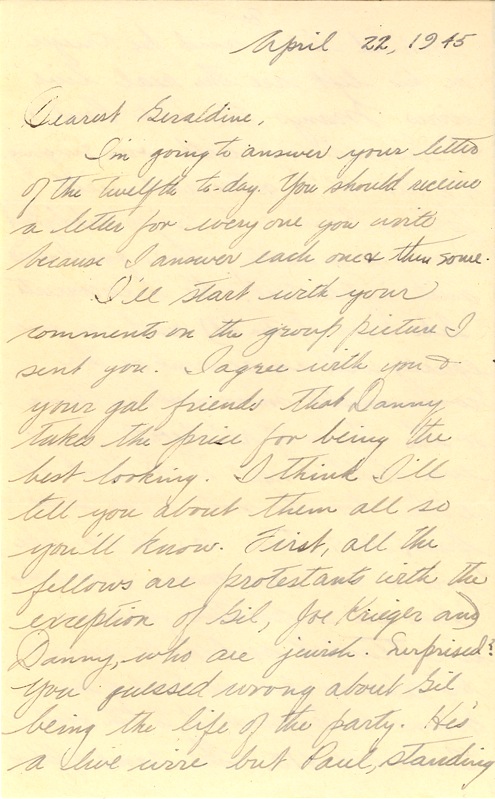 April 22, 1945
Dearest Geraldine,
I'm going to answer your letter
of the twelfth to-day. You should receive
a letter for everyone you write
because I answer each one & then some.
I'll start with your
comments on the group picture I
sent you. I agree with you &
your gal friends that Danny
takes the prize for being the
best looking. I think I'll
tell you about them all so
you'll know. First, all the
fellows are protestants with the
exception of Gil, Joe Krieger and
Danny, who are jewish. Surprised?
You guessed wrong about Gil
being the life of the party. He's
a live wire but Paul, standing